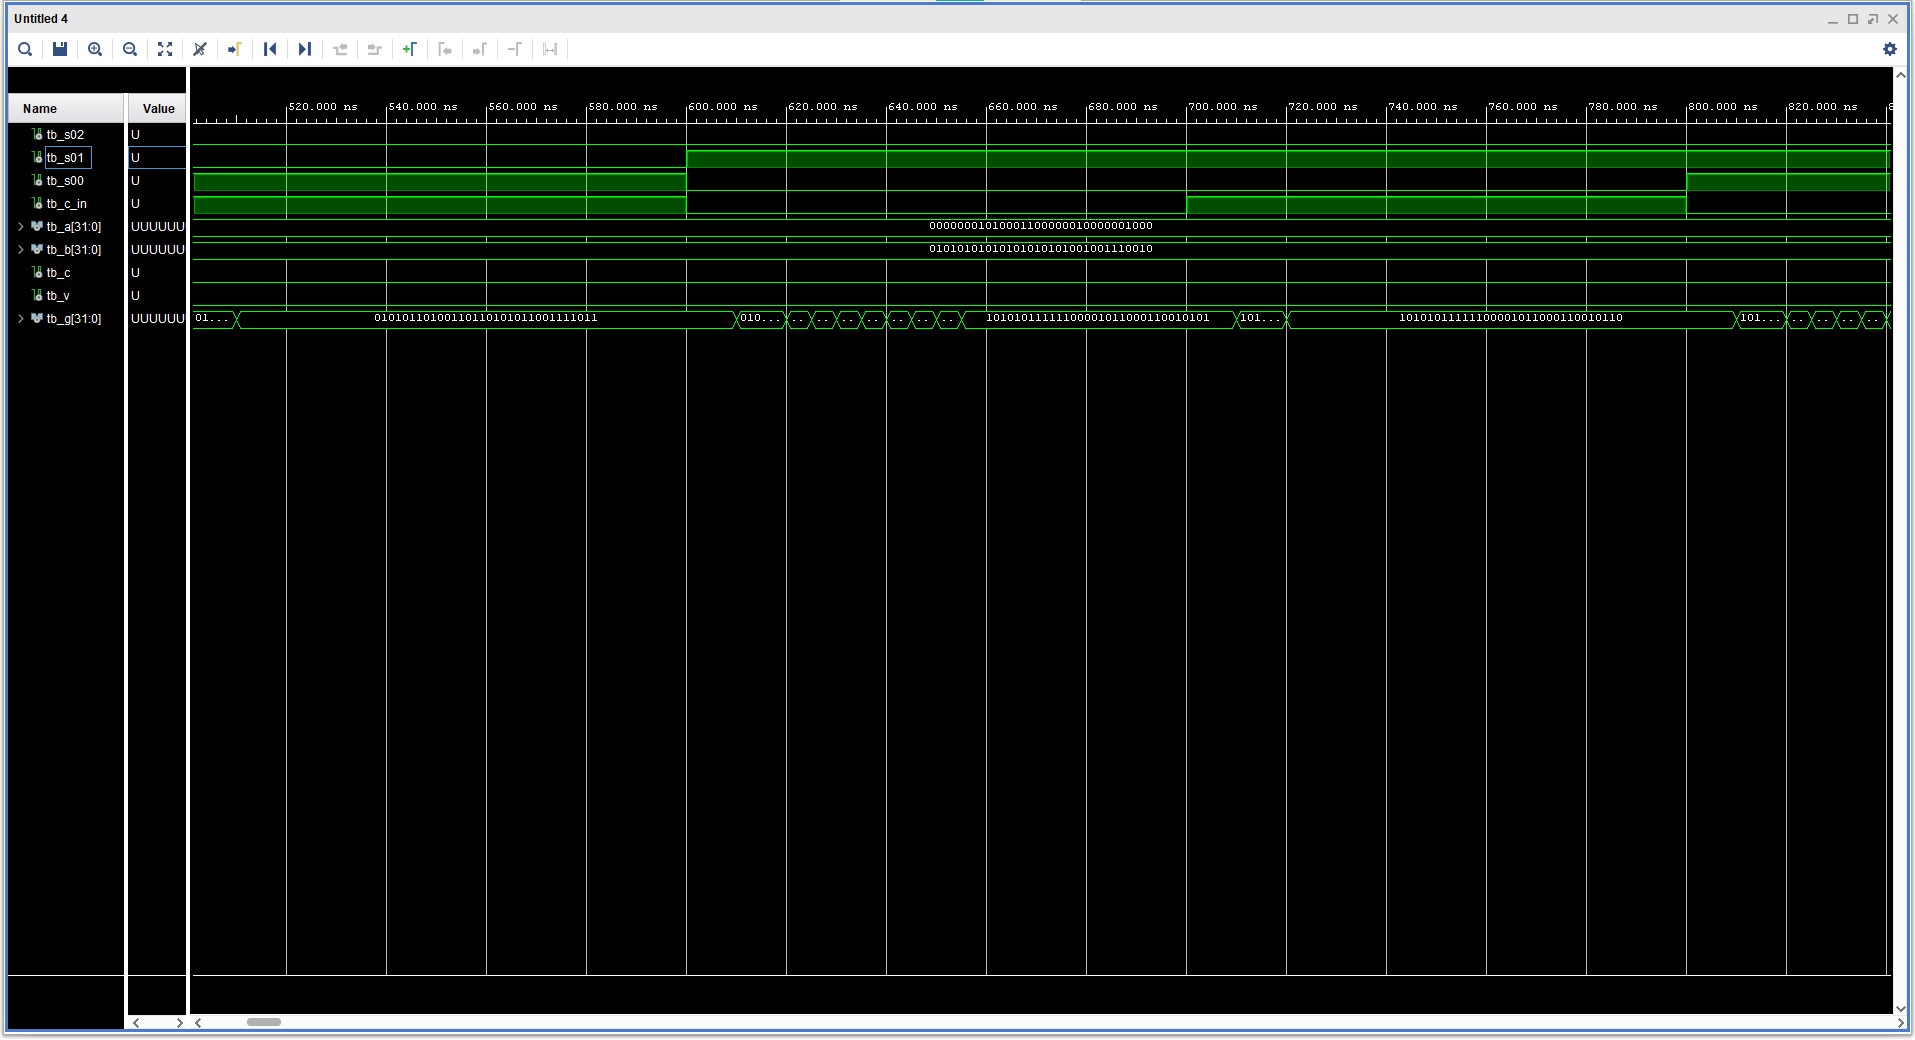 Untitled 4
Name Value
520.000 ns 540.000 ns 560.000 ns 580.000 ns 600.000 ns 620.000 ns 640.000 ns 660.000 ns 680.000 ns 700.000 ns 720.000 ns 740.000 ns 760.000 ns 780.000 ns 800.000 ns 820.000 ns 8
tb_s02 U
tb_s01 U
tb_s00 U
tb_c_in U
tb_a[31:0] UUUUUU 00000001010001100000010000001000
tb_b[31:0] UUUUUU 01010101010101010101001001110010
tb_c U
tb_v U
tb_g[31:0] UUUUUU 01... 01010110100110110101011001111011 010... .. .. .. .. .. .. .. 10101011111100001011000110010101 101... 10101011111100001011000110010110 101... .. .. .. ..